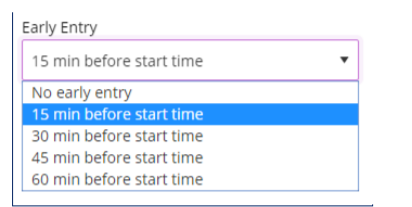 Early Entry
15 min before start time
No early entry
15 min before start time
30 min before start time
45 min before start time
60 min before start time